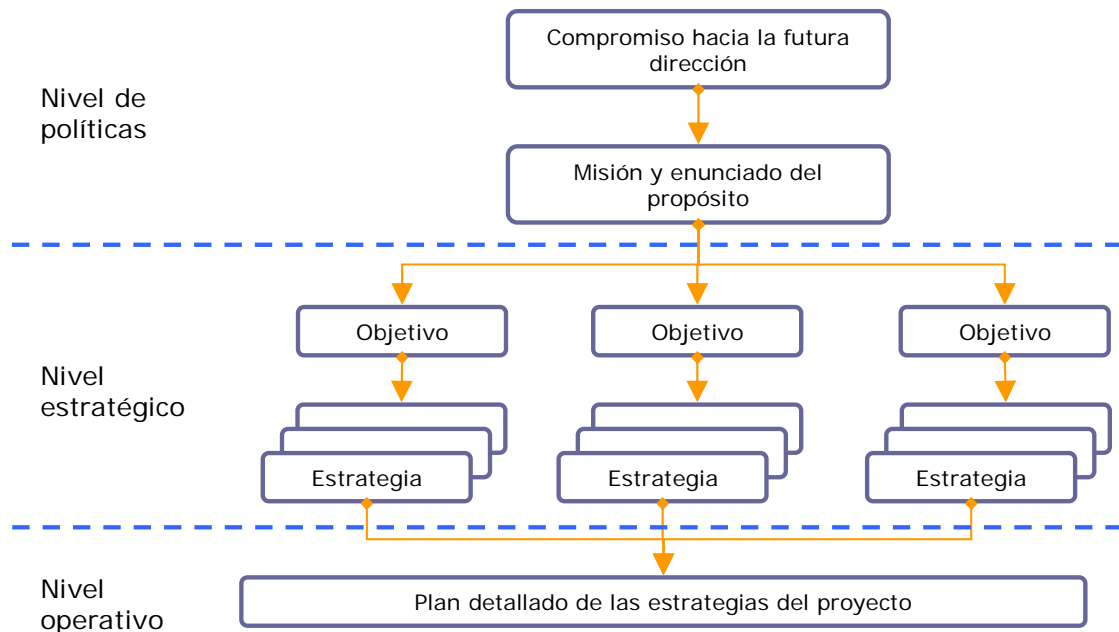 Compromiso hacia la futura
dirección
Nivel de
políticas
Misión y enunciado del
propósito
Objetivo
Objetivo
Objetivo
Nivel
estratégico
Estrategia
Estrategia
Estrategia
Nivel
operativo
Plan detallado de las estrategias del proyecto